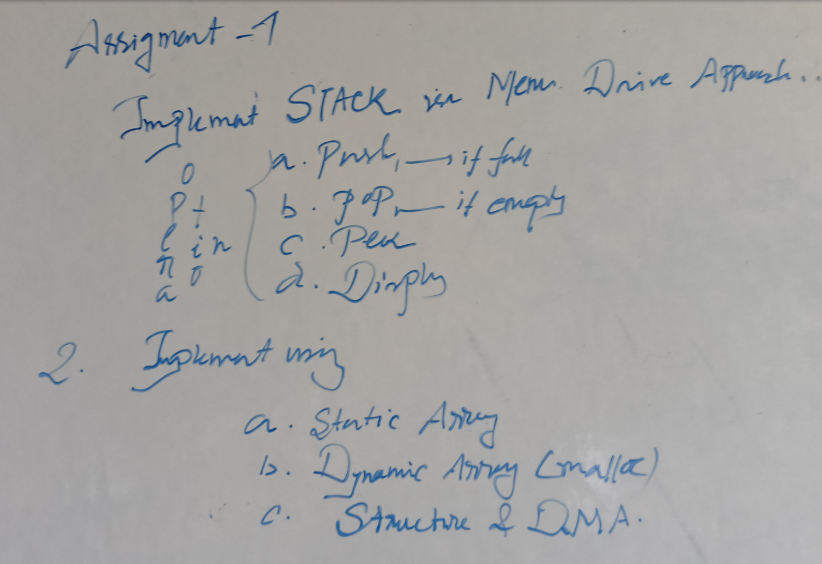 Assigment - 1
Implement STACK via Menu Drive Approach..
a. Push, → if full
b. POP, — if empty
c. Peek
d. Display
2. Implement using
a. Static Array
b. Dynamic Array (malloc)
c. Structure & DMA.